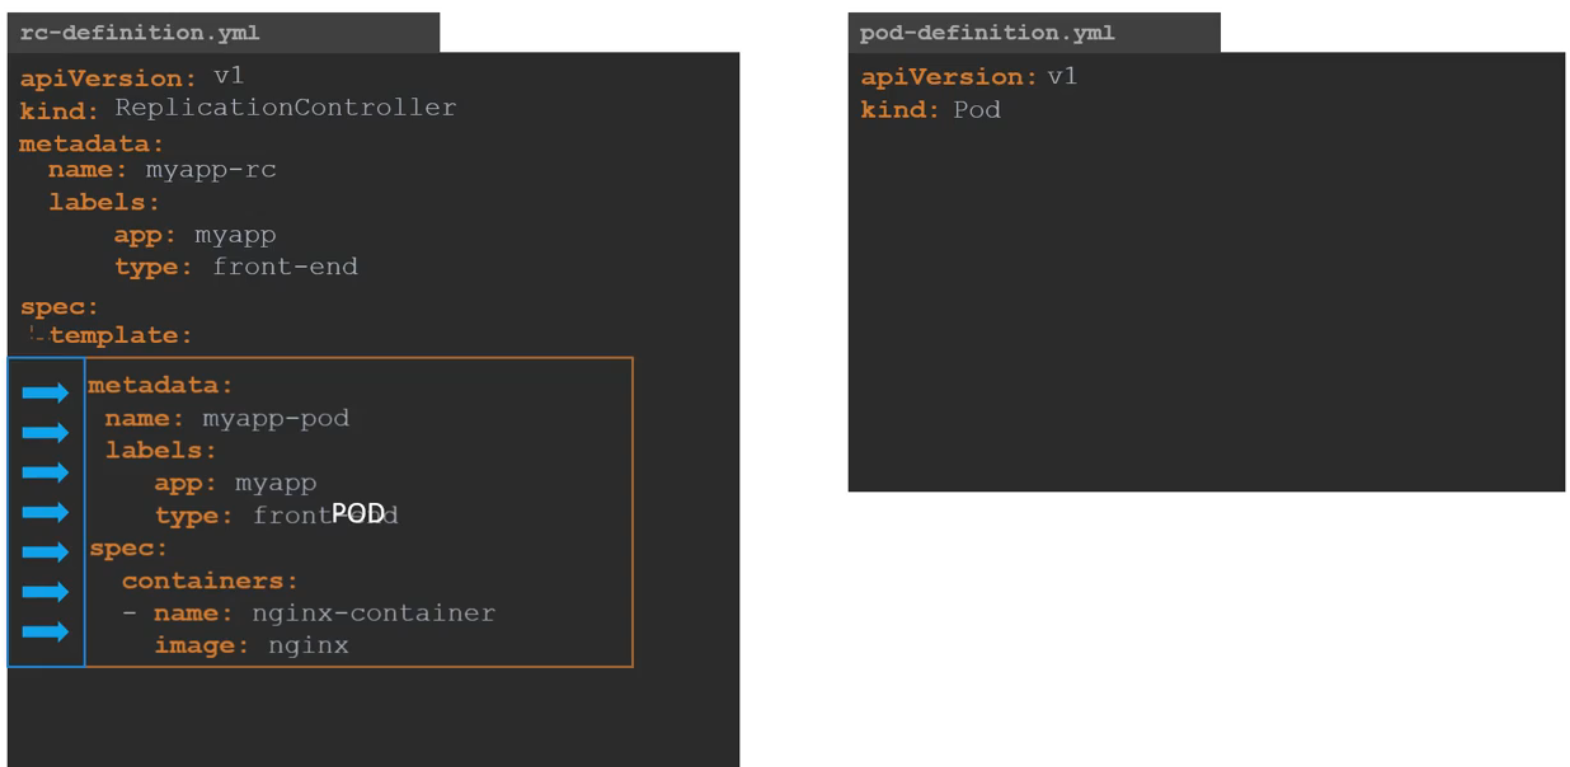 rc-definition.yml
apiVersion: v1
kind: ReplicationController
metadata:
name: myapp-rc
labels:
app: myapp
type: front-end
spec:
template:
metadata:
name: myapp-pod
labels:
app: myapp
type: front-end
POD
spec:
containers:
- name: nginx-container
image: nginx
pod-definition.yml
apiVersion: v1
kind: Pod